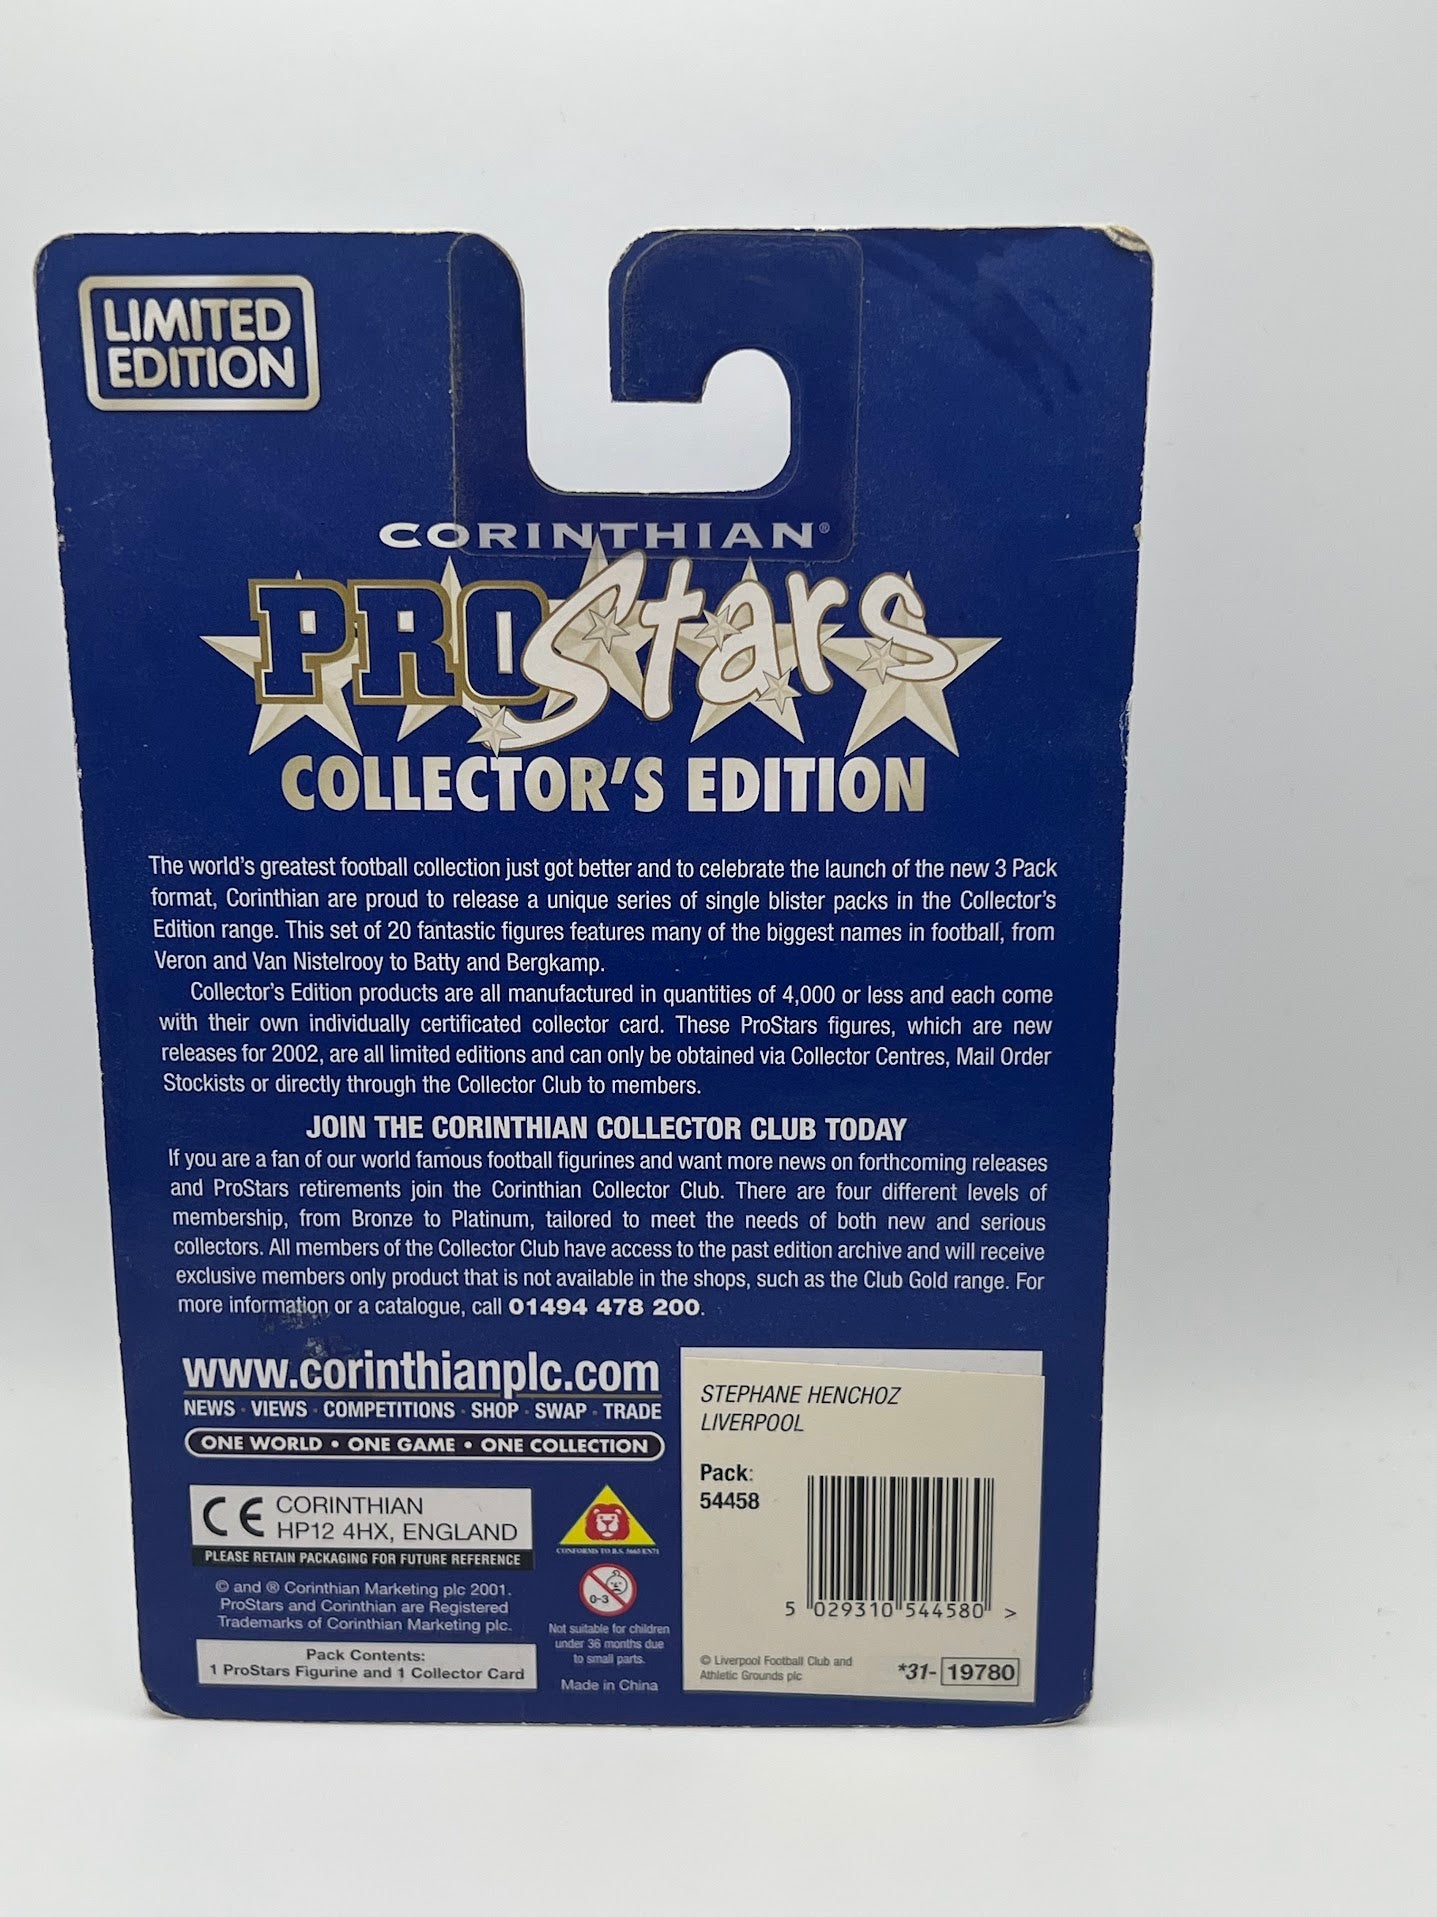 LIMITED
EDITION
CORINTHIAN®
PROStars
COLLECTOR'S EDITION
The world's greatest football collection just got better and to celebrate the launch of the new 3 Pack
format, Corinthian are proud to release a unique series of single blister packs in the Collector's
Edition range. This set of 20 fantastic figures features many of the biggest names in football, from
Veron and Van Nistelrooy to Batty and Bergkamp.
Collector's Edition products are all manufactured in quantities of 4,000 or less and each come
with their own individually certificated collector card. These ProStars figures, which are new
releases for 2002, are all limited editions and can only be obtained via Collector Centres, Mail Order
Stockists or directly through the Collector Club to members.
JOIN THE CORINTHIAN COLLECTOR CLUB TODAY
If you are a fan of our world famous football figurines and want more news on forthcoming releases
and ProStars retirements join the Corinthian Collector Club. There are four different levels of
membership, from Bronze to Platinum, tailored to meet the needs of both new and serious
collectors. All members of the Collector Club have access to the past edition archive and will receive
exclusive members only product that is not available in the shops, such as the Club Gold range. For
more information or a catalogue, call 01494 478 200.
www.corinthianplc.com
NEWS · VIEWS · COMPETITIONS · SHOP · SWAP · TRADE
ONE WORLD • ONE GAME • ONE COLLECTION
CE CORINTHIAN
HP12 4HX, ENGLAND
PLEASE RETAIN PACKAGING FOR FUTURE REFERENCE
© and ® Corinthian Marketing plc 2001.
ProStars and Corinthian are Registered
Trademarks of Corinthian Marketing plc.
Pack Contents:
1 ProStars Figurine and 1 Collector Card
CONFORMS TO B.S. 5665 EN71
0-3
Not suitable for children
under 36 months due
to small parts.
Made in China
STEPHANE HENCHOZ
LIVERPOOL
Pack:
54458
5 029310 544580 >
© Liverpool Football Club and
Athletic Grounds plc
*31- 19780